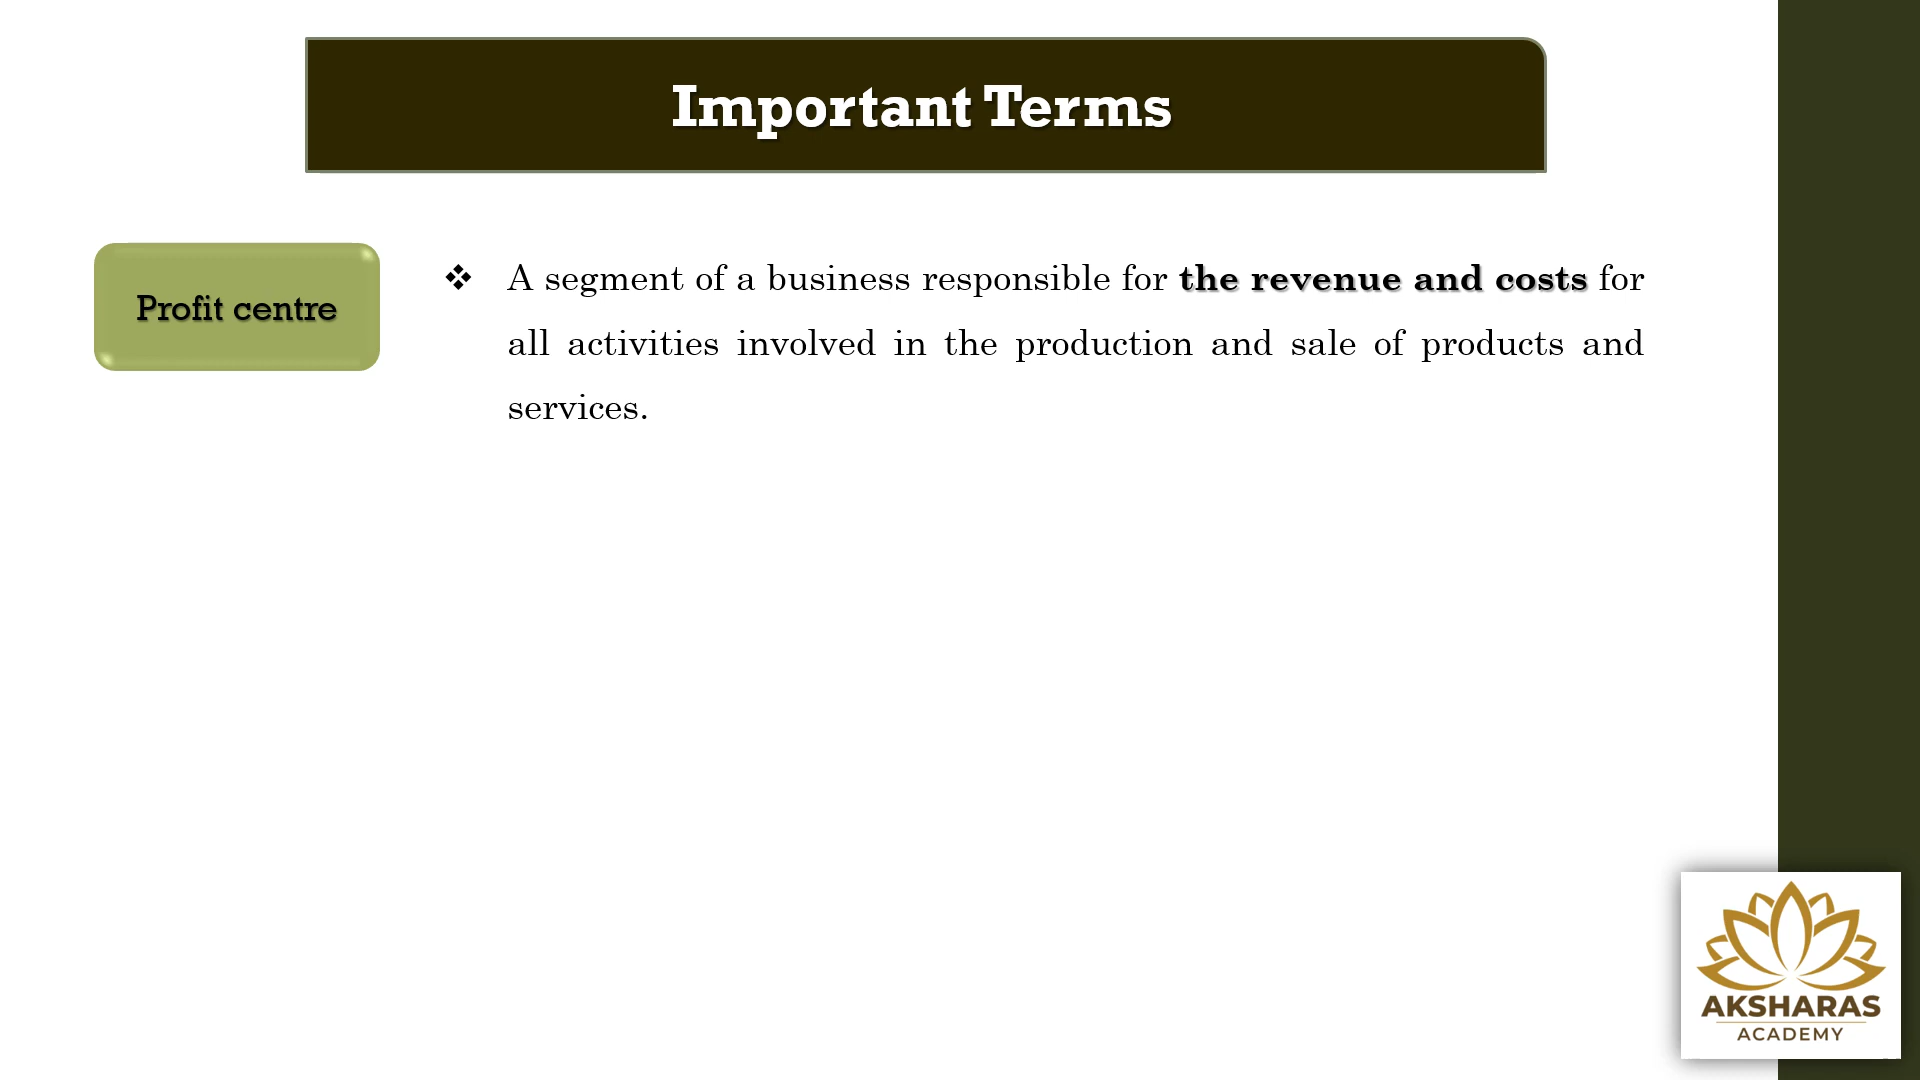 Important Terms
Profit centre
❖ A segment of a business responsible for the revenue and costs for
all activities involved in the production and sale of products and
services.
AKSHARAS
ACADEMY